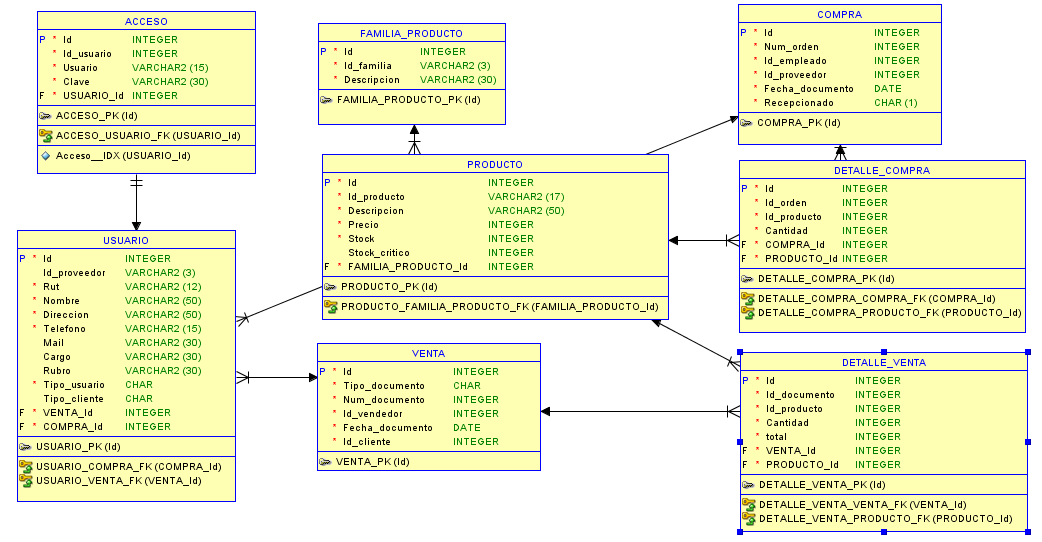 ACCESO
P * Id INTEGER
* Id_usuario INTEGER
* Usuario VARCHAR2 (15)
* Clave VARCHAR2 (30)
F * USUARIO_Id INTEGER
ACCESO_PK (Id)
ACCESO_USUARIO_FK (USUARIO_Id)
Acceso__IDX (USUARIO_Id)
FAMILIA_PRODUCTO
P * Id INTEGER
* Id_familia VARCHAR2 (3)
* Descripcion VARCHAR2 (30)
FAMILIA_PRODUCTO_PK (Id)
COMPRA
P * Id INTEGER
* Num_orden INTEGER
* Id_empleado INTEGER
* Id_proveedor INTEGER
* Fecha_documento DATE
* Recepcionado CHAR (1)
COMPRA_PK (Id)
PRODUCTO
P * Id INTEGER
* Id_producto VARCHAR2 (17)
* Descripcion VARCHAR2 (50)
* Precio INTEGER
* Stock INTEGER
Stock_critico INTEGER
F * FAMILIA_PRODUCTO_Id INTEGER
PRODUCTO_PK (Id)
PRODUCTO_FAMILIA_PRODUCTO_FK (FAMILIA_PRODUCTO_Id)
DETALLE_COMPRA
P * Id INTEGER
* Id_orden INTEGER
* Id_producto INTEGER
* Cantidad INTEGER
F * COMPRA_Id INTEGER
F * PRODUCTO_Id INTEGER
DETALLE_COMPRA_PK (Id)
DETALLE_COMPRA_COMPRA_FK (COMPRA_Id)
DETALLE_COMPRA_PRODUCTO_FK (PRODUCTO_Id)
USUARIO
P * Id INTEGER
Id_proveedor VARCHAR2 (3)
* Rut VARCHAR2 (12)
* Nombre VARCHAR2 (50)
* Direccion VARCHAR2 (50)
* Telefono VARCHAR2 (15)
Mail VARCHAR2 (30)
Cargo VARCHAR2 (30)
Rubro VARCHAR2 (30)
* Tipo_usuario CHAR
Tipo_cliente CHAR
F * VENTA_Id INTEGER
F * COMPRA_Id INTEGER
USUARIO_PK (Id)
USUARIO_COMPRA_FK (COMPRA_Id)
USUARIO_VENTA_FK (VENTA_Id)
VENTA
P * Id INTEGER
* Tipo_documento CHAR
* Num_documento INTEGER
* Id_vendedor INTEGER
* Fecha_documento DATE
* Id_cliente INTEGER
VENTA_PK (Id)
DETALLE_VENTA
P * Id INTEGER
* Id_documento INTEGER
* Id_producto INTEGER
* Cantidad INTEGER
* total INTEGER
F * VENTA_Id INTEGER
F * PRODUCTO_Id INTEGER
DETALLE_VENTA_PK (Id)
DETALLE_VENTA_VENTA_FK (VENTA_Id)
DETALLE_VENTA_PRODUCTO_FK (PRODUCTO_Id)